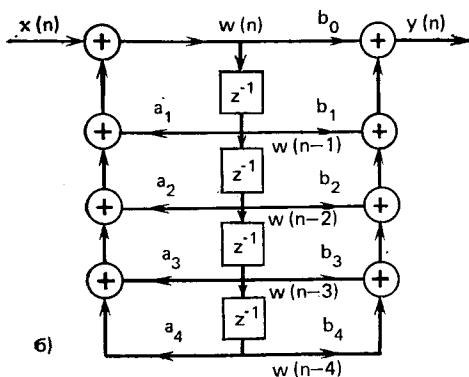 x (n) w (n) b₀ y (n)
z⁻¹
a₁ b₁
w (n−1)
z⁻¹
a₂ b₂
w (n−2)
z⁻¹
a₃ b₃
w (n−3)
z⁻¹
б) a₄ b₄
w (n−4)